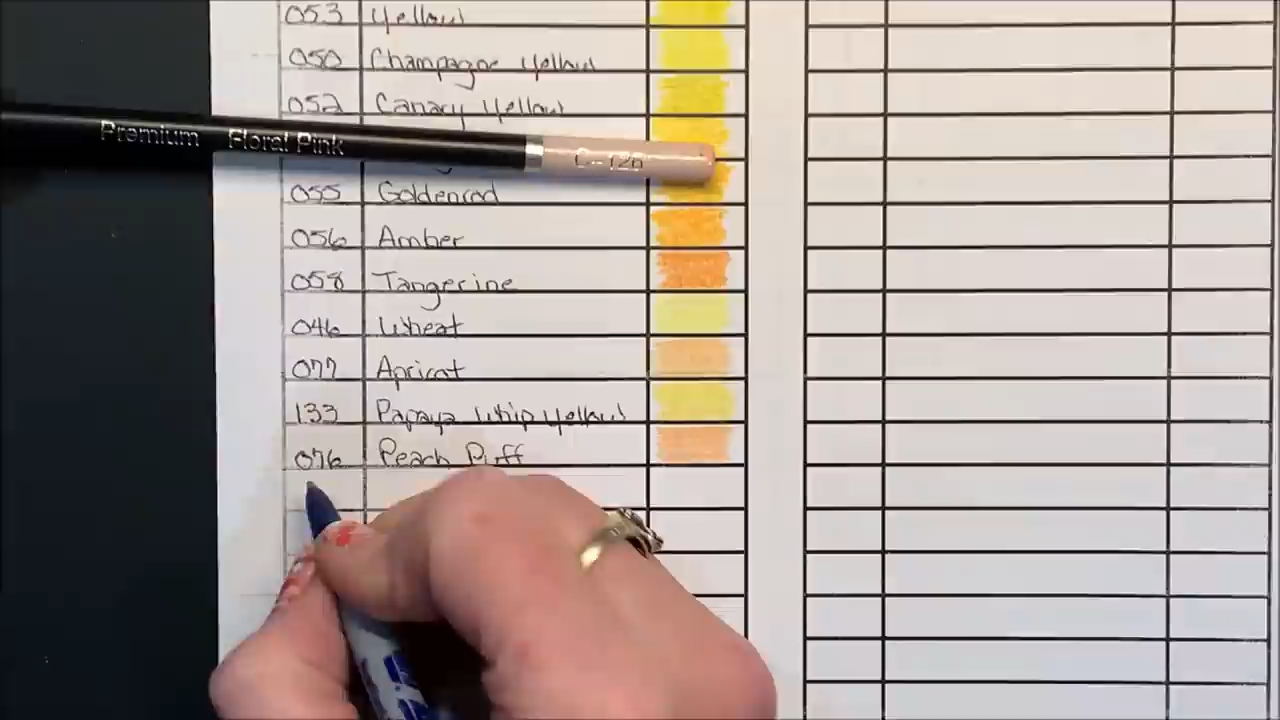 053 Yellow
050 Champagne Yellow
052 Canary Yellow
Premium Floral Pink C-126
055 Goldenrod
056 Amber
058 Tangerine
046 Wheat
077 Apricot
133 Papaya Whip Yellow
076 Peach Puff